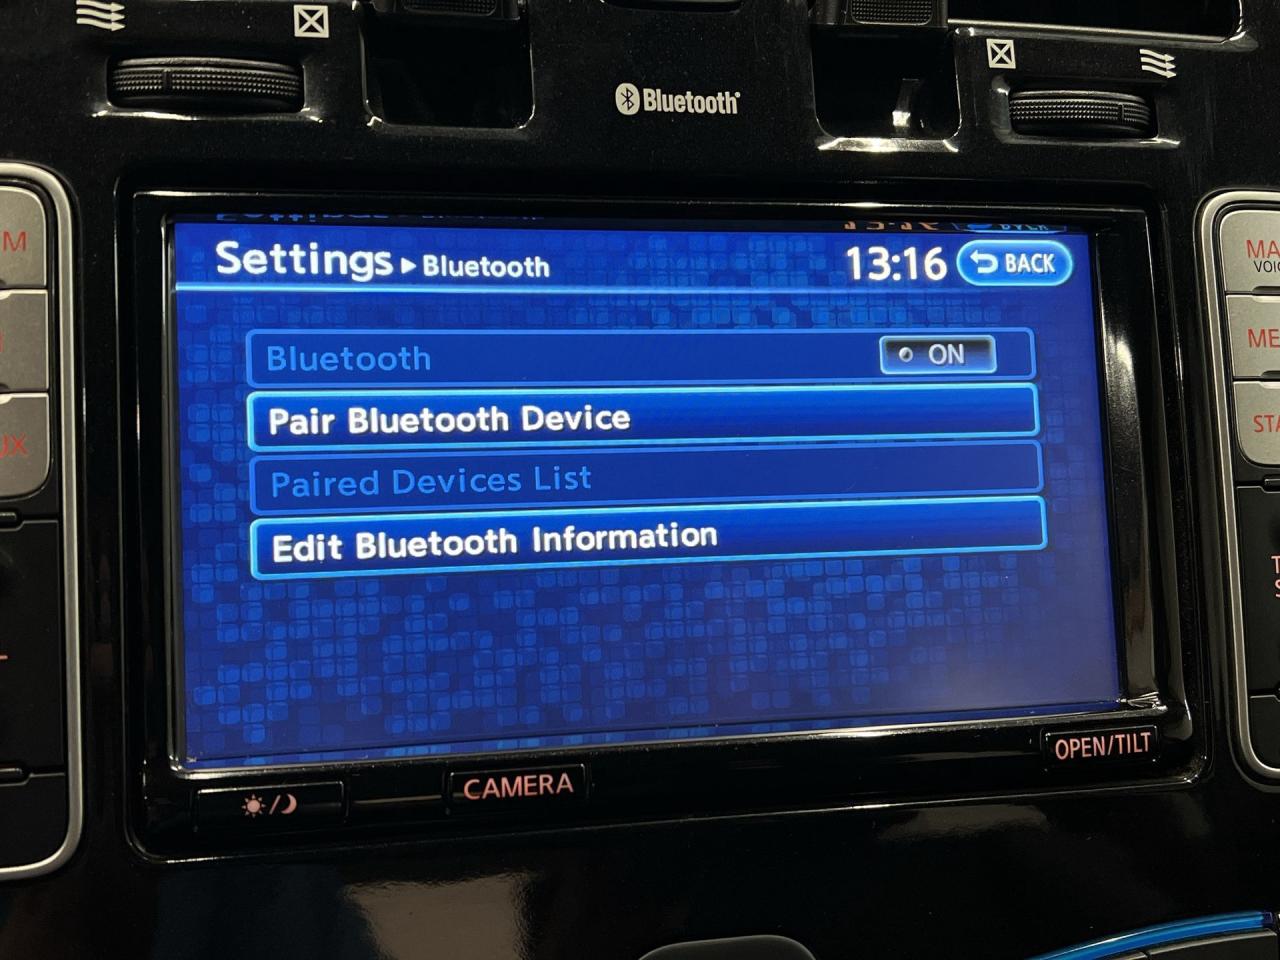 Bluetooth
Settings ▸ Bluetooth
13:16
BACK
Bluetooth
ON
Pair Bluetooth Device
Paired Devices List
Edit Bluetooth Information
CAMERA
OPEN/TILT